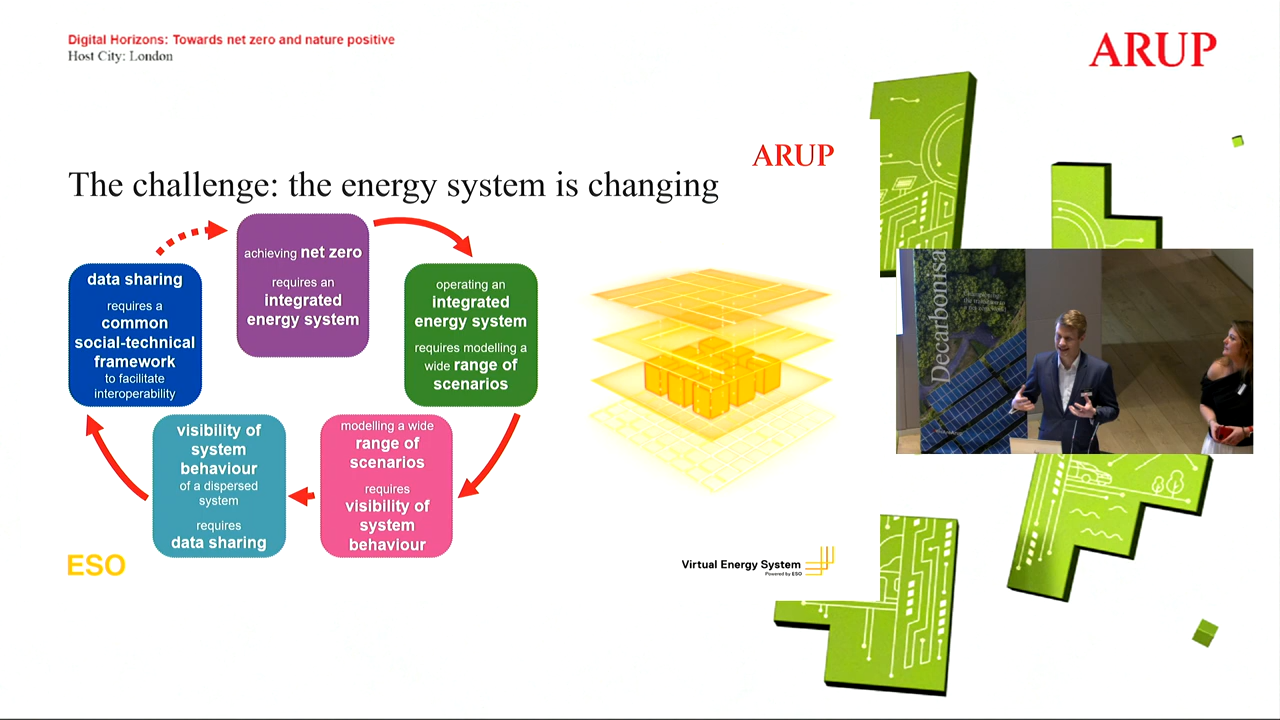 Digital Horizons: Towards net zero and nature positive
Host City: London
ARUP
ARUP
The challenge: the energy system is changing
achieving net zero
requires an
integrated
energy system
operating an
integrated
energy system
requires modelling a
wide range of
scenarios
modelling a wide
range of
scenarios
requires
visibility of
system
behaviour
visibility of
system
behaviour
of a dispersed
system
requires
data sharing
data sharing
requires a
common
social-technical
framework
to facilitate
interoperability
ESO
Virtual Energy System
Powered by ESO
Decarbonisa